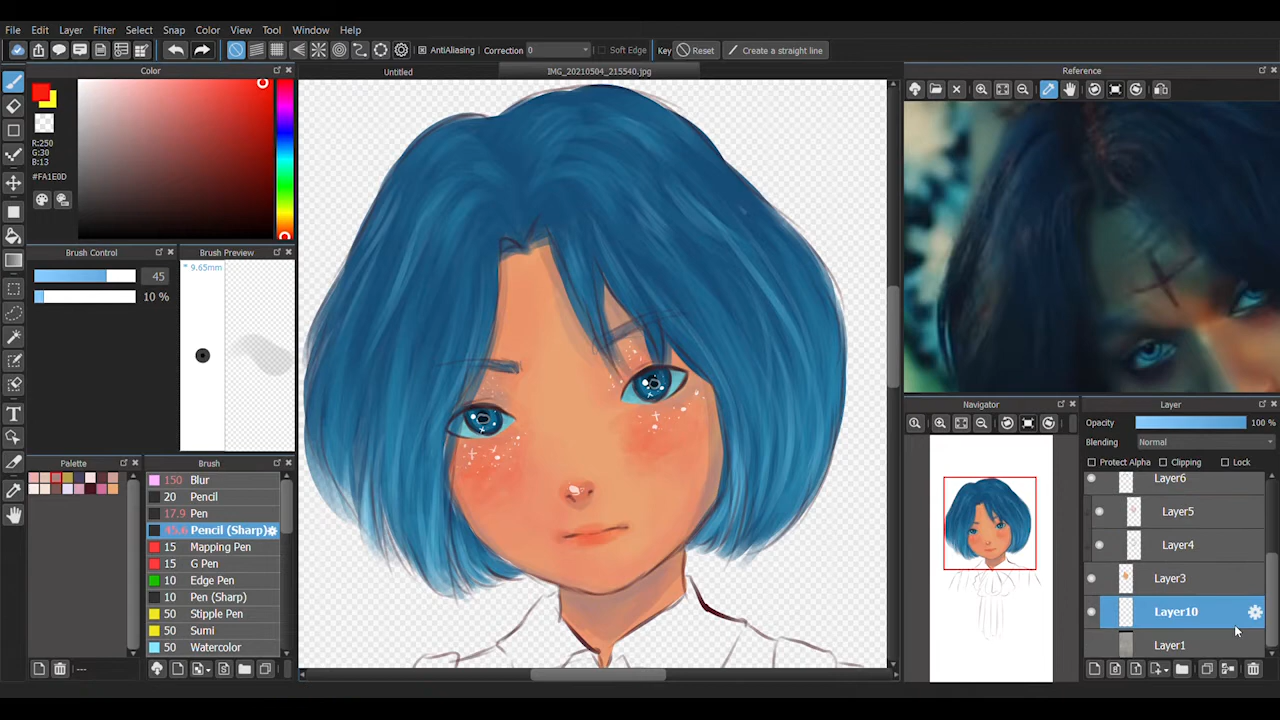 File Edit Layer Filter Select Snap Color View Tool Window Help
AntiAliasing Correction 0 Soft Edge Key Reset Create a straight line
Color
Untitled IMG_20210504_215540.jpg
Reference
R:250
G:30
B:13
#FA1E0D
Brush Control Brush Preview
45
10 %
9.65mm
Palette Brush
150 Blur
20 Pencil
17.9 Pen
Pencil (Sharp)
15 Mapping Pen
15 G Pen
10 Edge Pen
10 Pen (Sharp)
50 Stipple Pen
50 Sumi
50 Watercolor
---
Navigator
Layer
Opacity 100 %
Blending Normal
Protect Alpha Clipping Lock
Layer6
Layer5
Layer4
Layer3
Layer10
Layer1